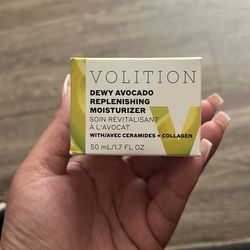 VOLITION
DEWY AVOCADO
REPLENISHING
MOISTURIZER
SOIN REVITALISANT
À L'AVOCAT
WITH/AVEC CERAMIDES + COLLAGEN
50 mL/1.7 FL OZ